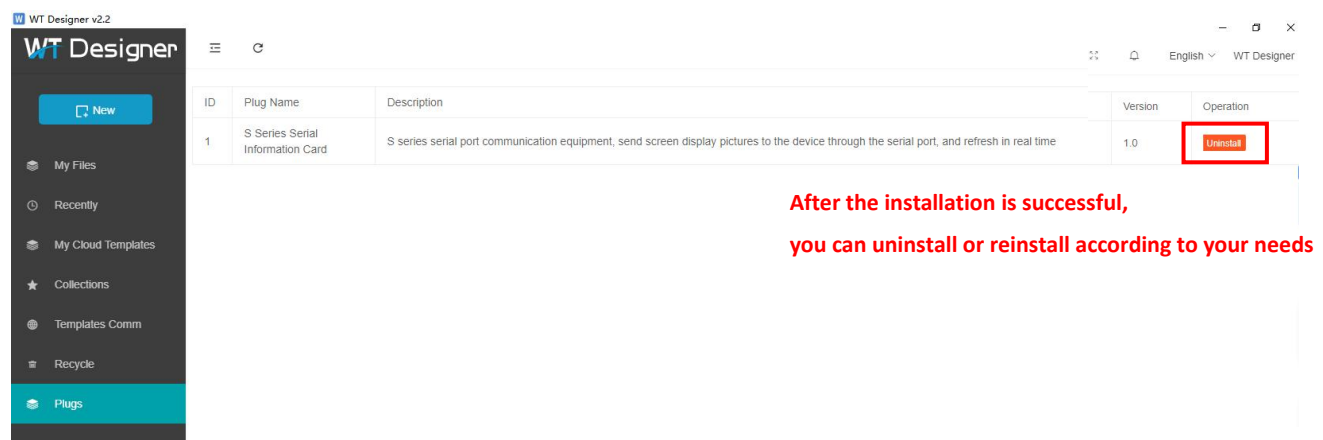 WT Designer v2.2
WT Designer
English
WT Designer
New
My Files
Recently
My Cloud Templates
Collections
Templates Comm
Recycle
Plugs
ID Plug Name Description Version Operation
1 S Series Serial Information Card S series serial port communication equipment, send screen display pictures to the device through the serial port, and refresh in real time 1.0 Uninstall
After the installation is successful,
you can uninstall or reinstall according to your needs